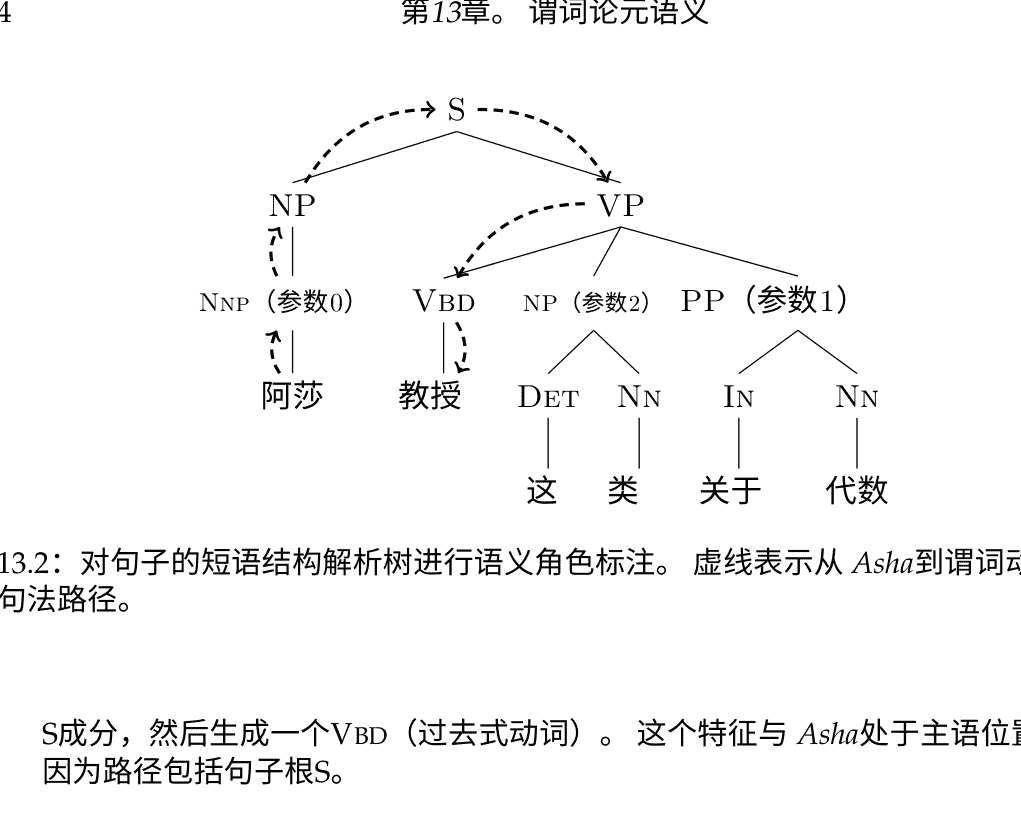 4 第13章。 谓词论元语义
S
NP VP
NNP（参数0） VBD NP（参数2） PP（参数1）
阿莎 教授 DET NN IN NN
这 类 关于 代数
13.2：对句子的短语结构解析树进行语义角色标注。 虚线表示从 Asha到谓词动
句法路径。
S成分，然后生成一个VBD（过去式动词）。 这个特征与 Asha处于主语位置
因为路径包括句子根S。